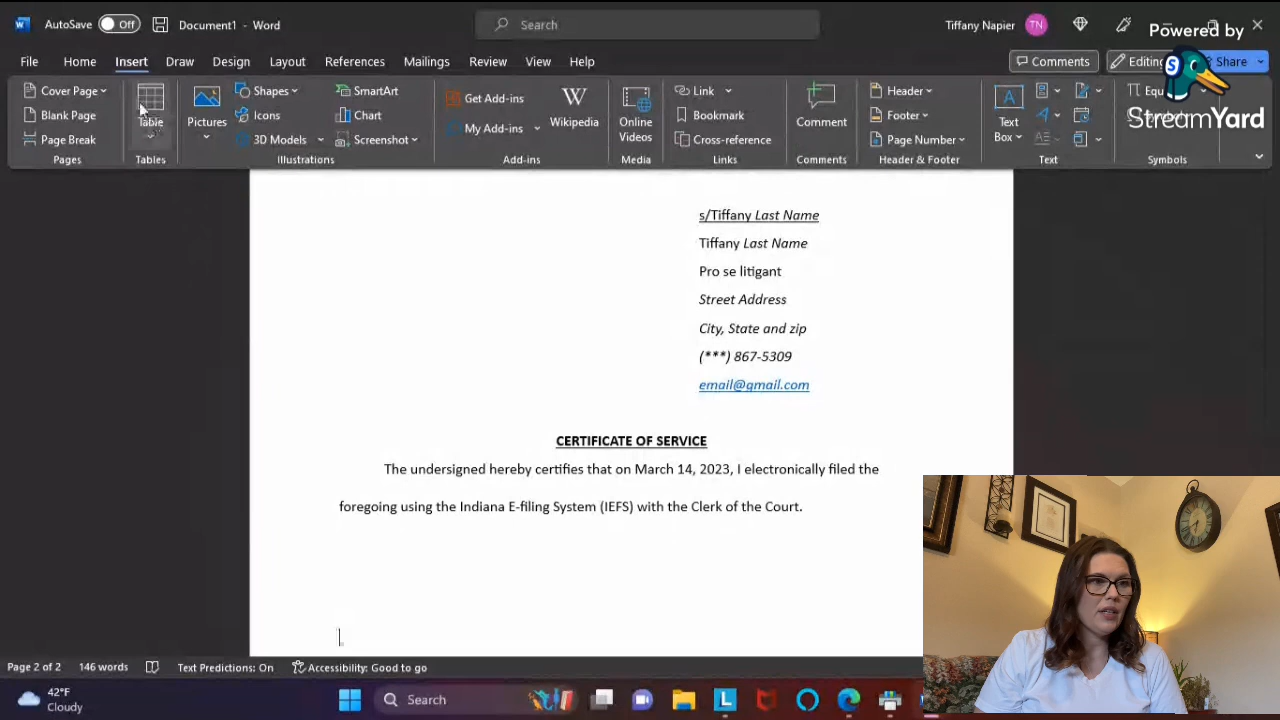 AutoSave Off Document1 - Word Search Tiffany Napier TN
Powered by
StreamYard
File Home Insert Draw Design Layout References Mailings Review View Help Comments Editing Share
Cover Page
Blank Page
Page Break
Pages
Table
Tables
Pictures
Shapes
Icons
3D Models
SmartArt
Chart
Screenshot
Illustrations
Get Add-ins
My Add-ins
Wikipedia
Add-ins
Online
Videos
Media
Link
Bookmark
Cross-reference
Links
Comment
Comments
Header
Footer
Page Number
Header & Footer
Text
Box
Text
Symbols
s/Tiffany Last Name
Tiffany Last Name
Pro se litigant
Street Address
City, State and zip
(***) 867-5309
email@gmail.com
CERTIFICATE OF SERVICE
The undersigned hereby certifies that on March 14, 2023, I electronically filed the
foregoing using the Indiana E-filing System (IEFS) with the Clerk of the Court.
Page 2 of 2 146 words Text Predictions: On Accessibility: Good to go
42°F
Cloudy
Search